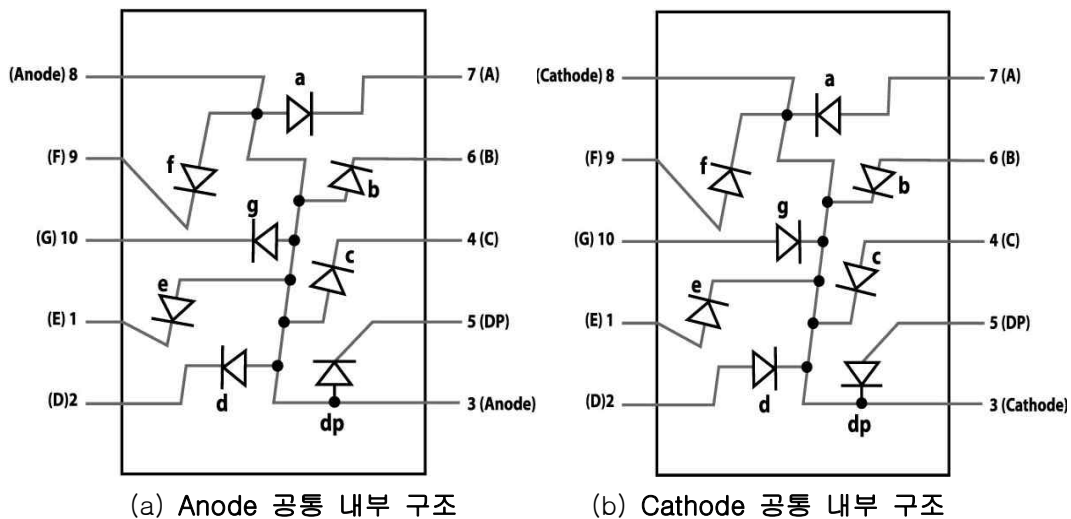 (Anode) 8
a
7 (A)
(F) 9
f
6 (B)
b
g
(G) 10
4 (C)
c
e
(E) 1
5 (DP)
(D)2
d
dp
3 (Anode)
(a) Anode 공통 내부 구조
(Cathode) 8
a
7 (A)
(F) 9
f
6 (B)
b
g
(G) 10
4 (C)
c
e
(E) 1
5 (DP)
(D)2
d
dp
3 (Cathode)
(b) Cathode 공통 내부 구조